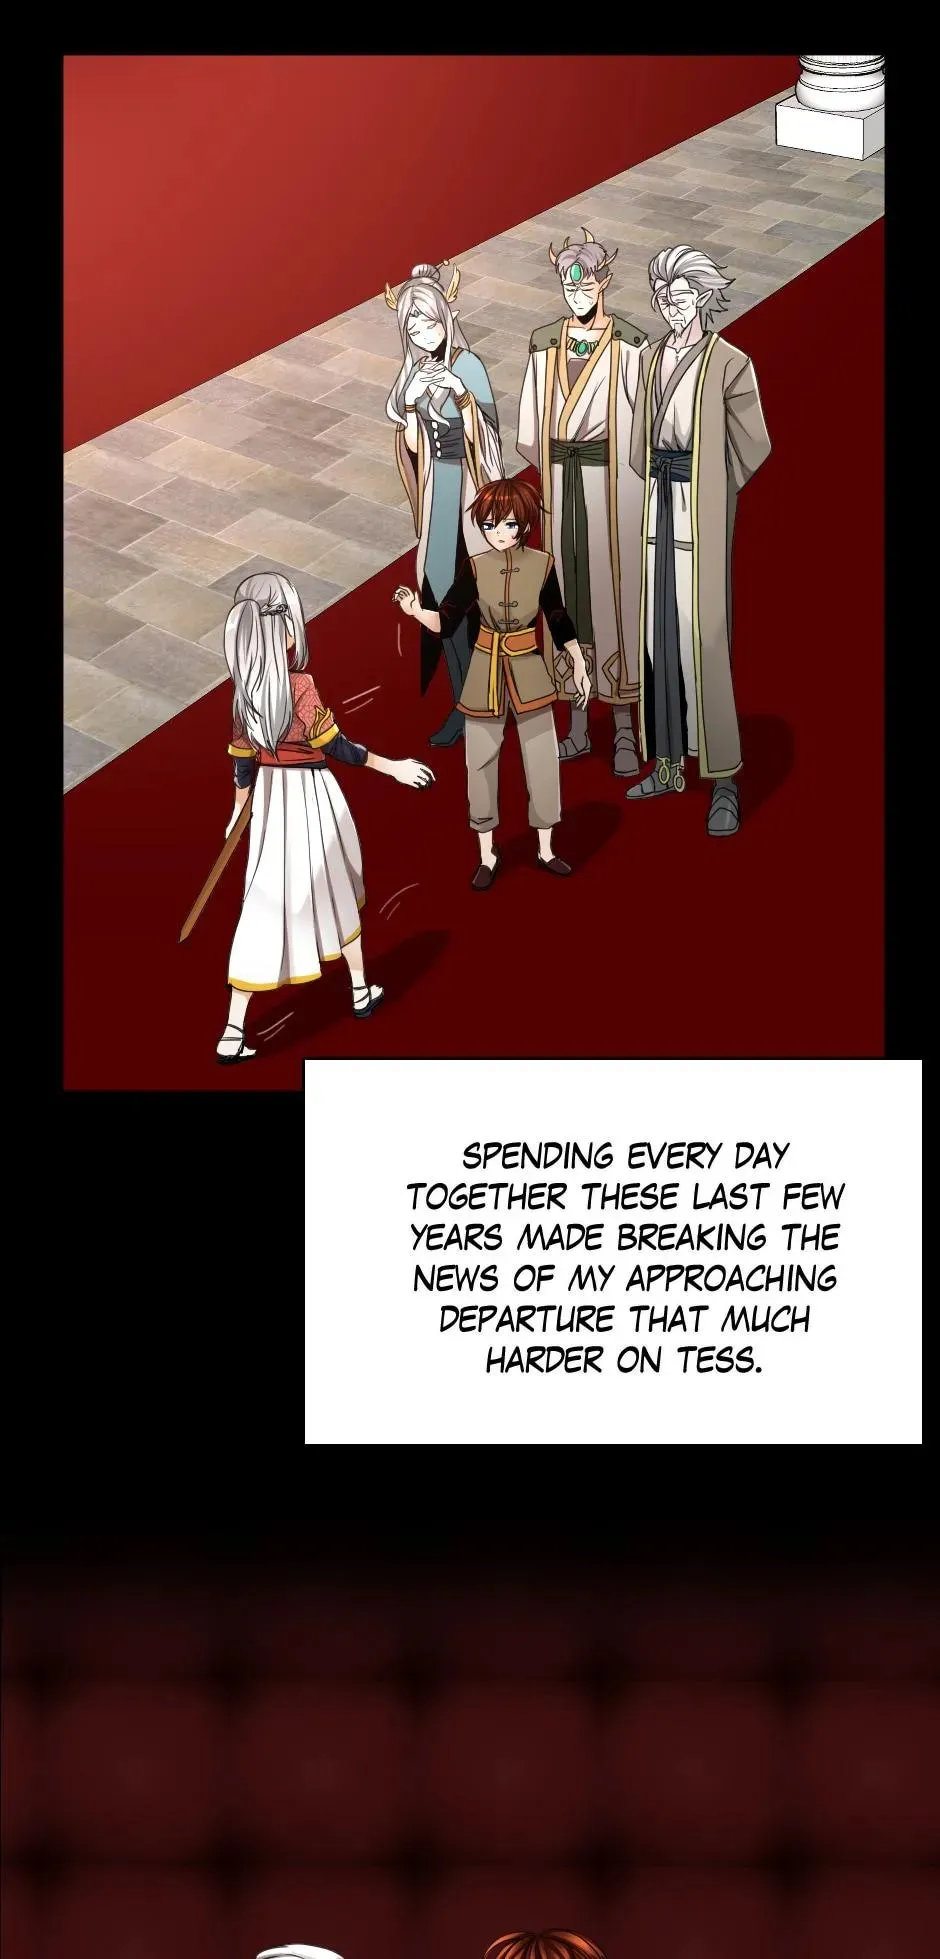 SPENDING EVERY DAY
TOGETHER THESE LAST FEW
YEARS MADE BREAKING THE
NEWS OF MY APPROACHING
DEPARTURE THAT MUCH
HARDER ON TESS.